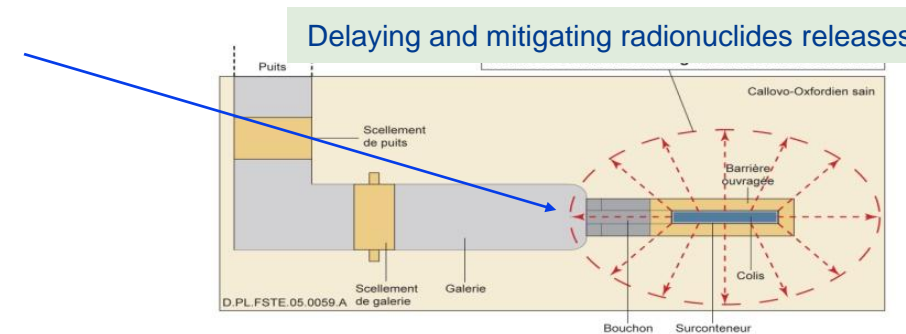 Delaying and mitigating radionuclides releases
Puits
Callovo-Oxfordien sain
Scellement
de puits
Barrière
ouvragée
Colis
Scellement
de galerie
Galerie
D.PL.FSTE.05.0059.A
Bouchon
Surconteneur